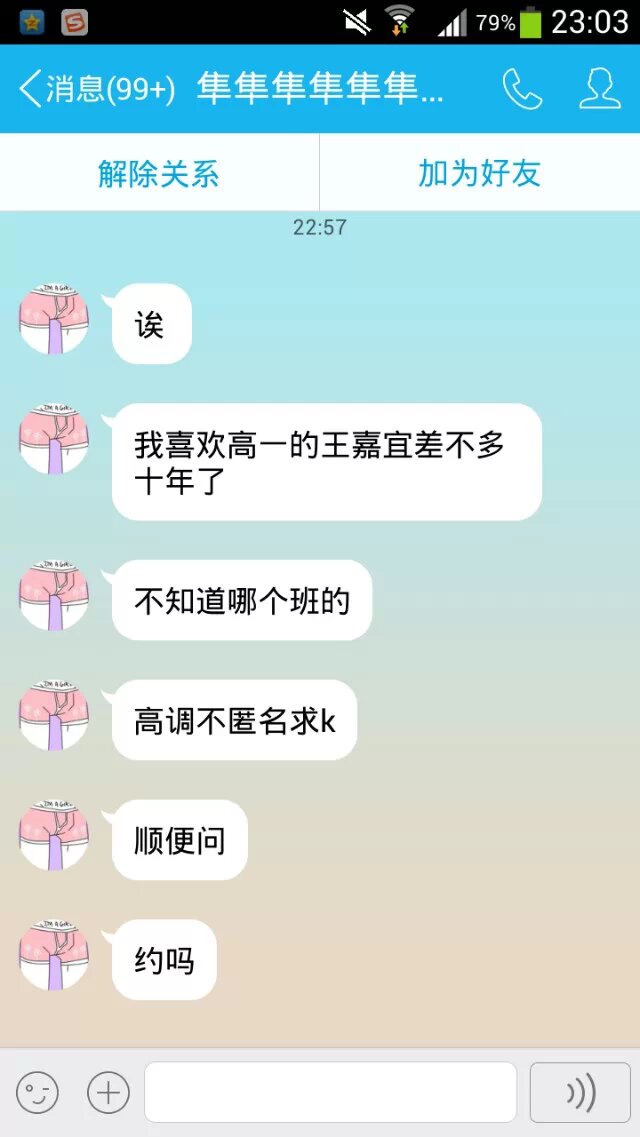 79% 23:03
消息(99+) 隼隼隼隼隼隼...
解除关系 加为好友
22:57
诶
我喜欢高一的王嘉宜差不多
十年了
不知道哪个班的
高调不匿名求k
顺便问
约吗